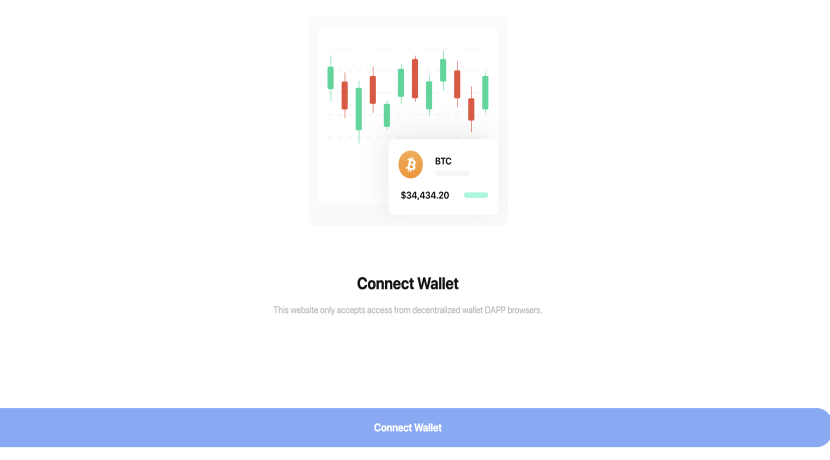 BTC
$34,434.20
Connect Wallet
This website only accepts access from decentralized wallet DAPP browsers.
Connect Wallet